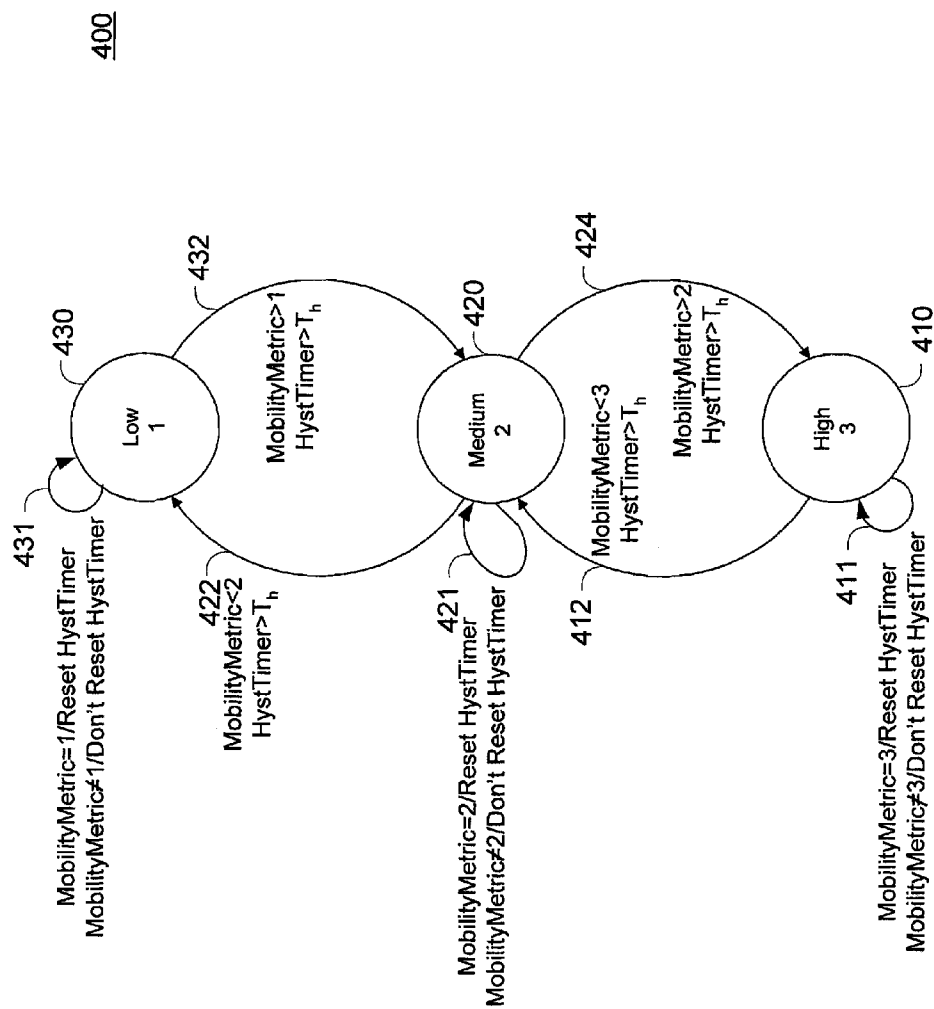 400
431
430
MobilityMetric=1/Reset HystTimer
MobilityMetric≠1/Don't Reset HystTimer
Low
1
432
MobilityMetric>1
HystTimer>Th
422
MobilityMetric<2
HystTimer>Th
420
Medium
2
421
MobilityMetric=2/Reset HystTimer
MobilityMetric≠2/Don't Reset HystTimer
424
MobilityMetric>2
HystTimer>Th
412
MobilityMetric<3
HystTimer>Th
High
3
410
411
MobilityMetric=3/Reset HystTimer
MobilityMetric≠3/Don't Reset HystTimer